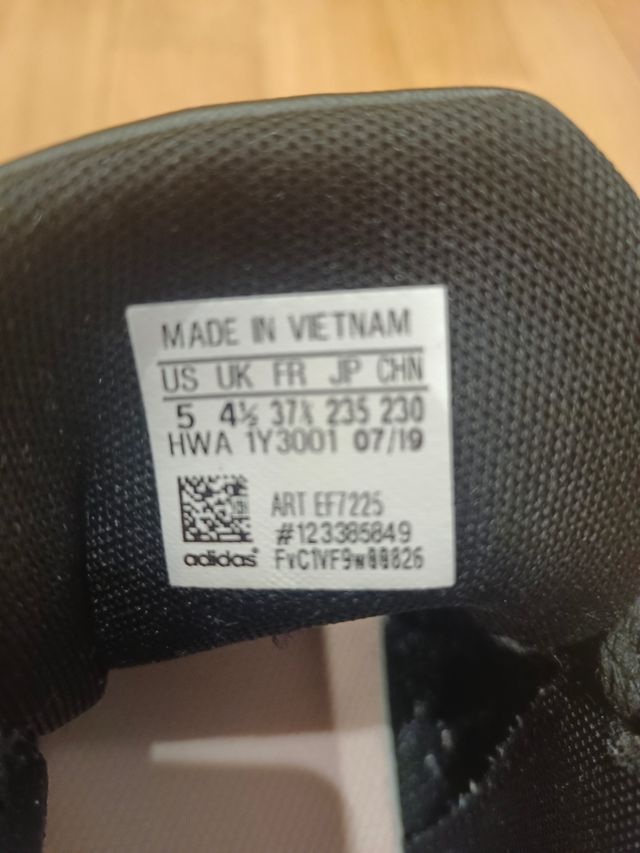 MADE IN VIETNAM
US UK FR JP CHN
5 4½ 37⅓ 235 230
HWA 1Y3001 07/19
ART EF7225
#123385849
adidas FvC1VF9w00826